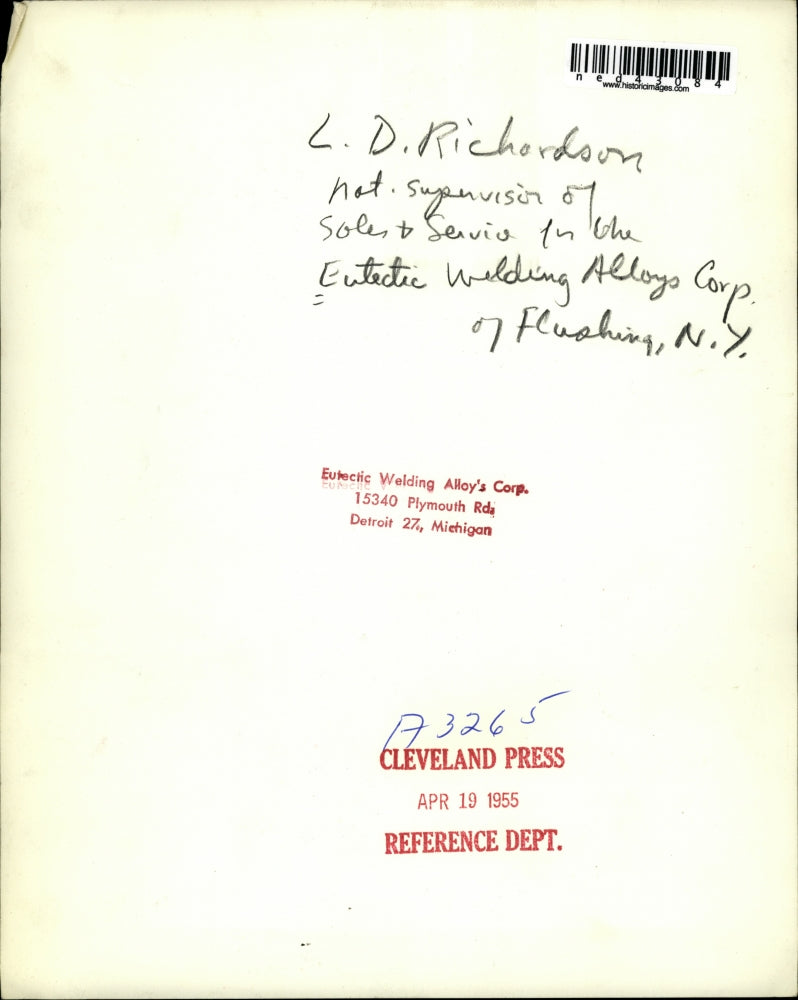 ned43084
www.historicimages.com
L. D. Richardson
nat. supervisor of
Sales & Service for the
Eutectic Welding Alloys Corp.
of Flushing, N.Y.
Eutectic Welding Alloy's Corp.
15340 Plymouth Rd.
Detroit 27, Michigan
A3265
CLEVELAND PRESS
APR 19 1955
REFERENCE DEPT.